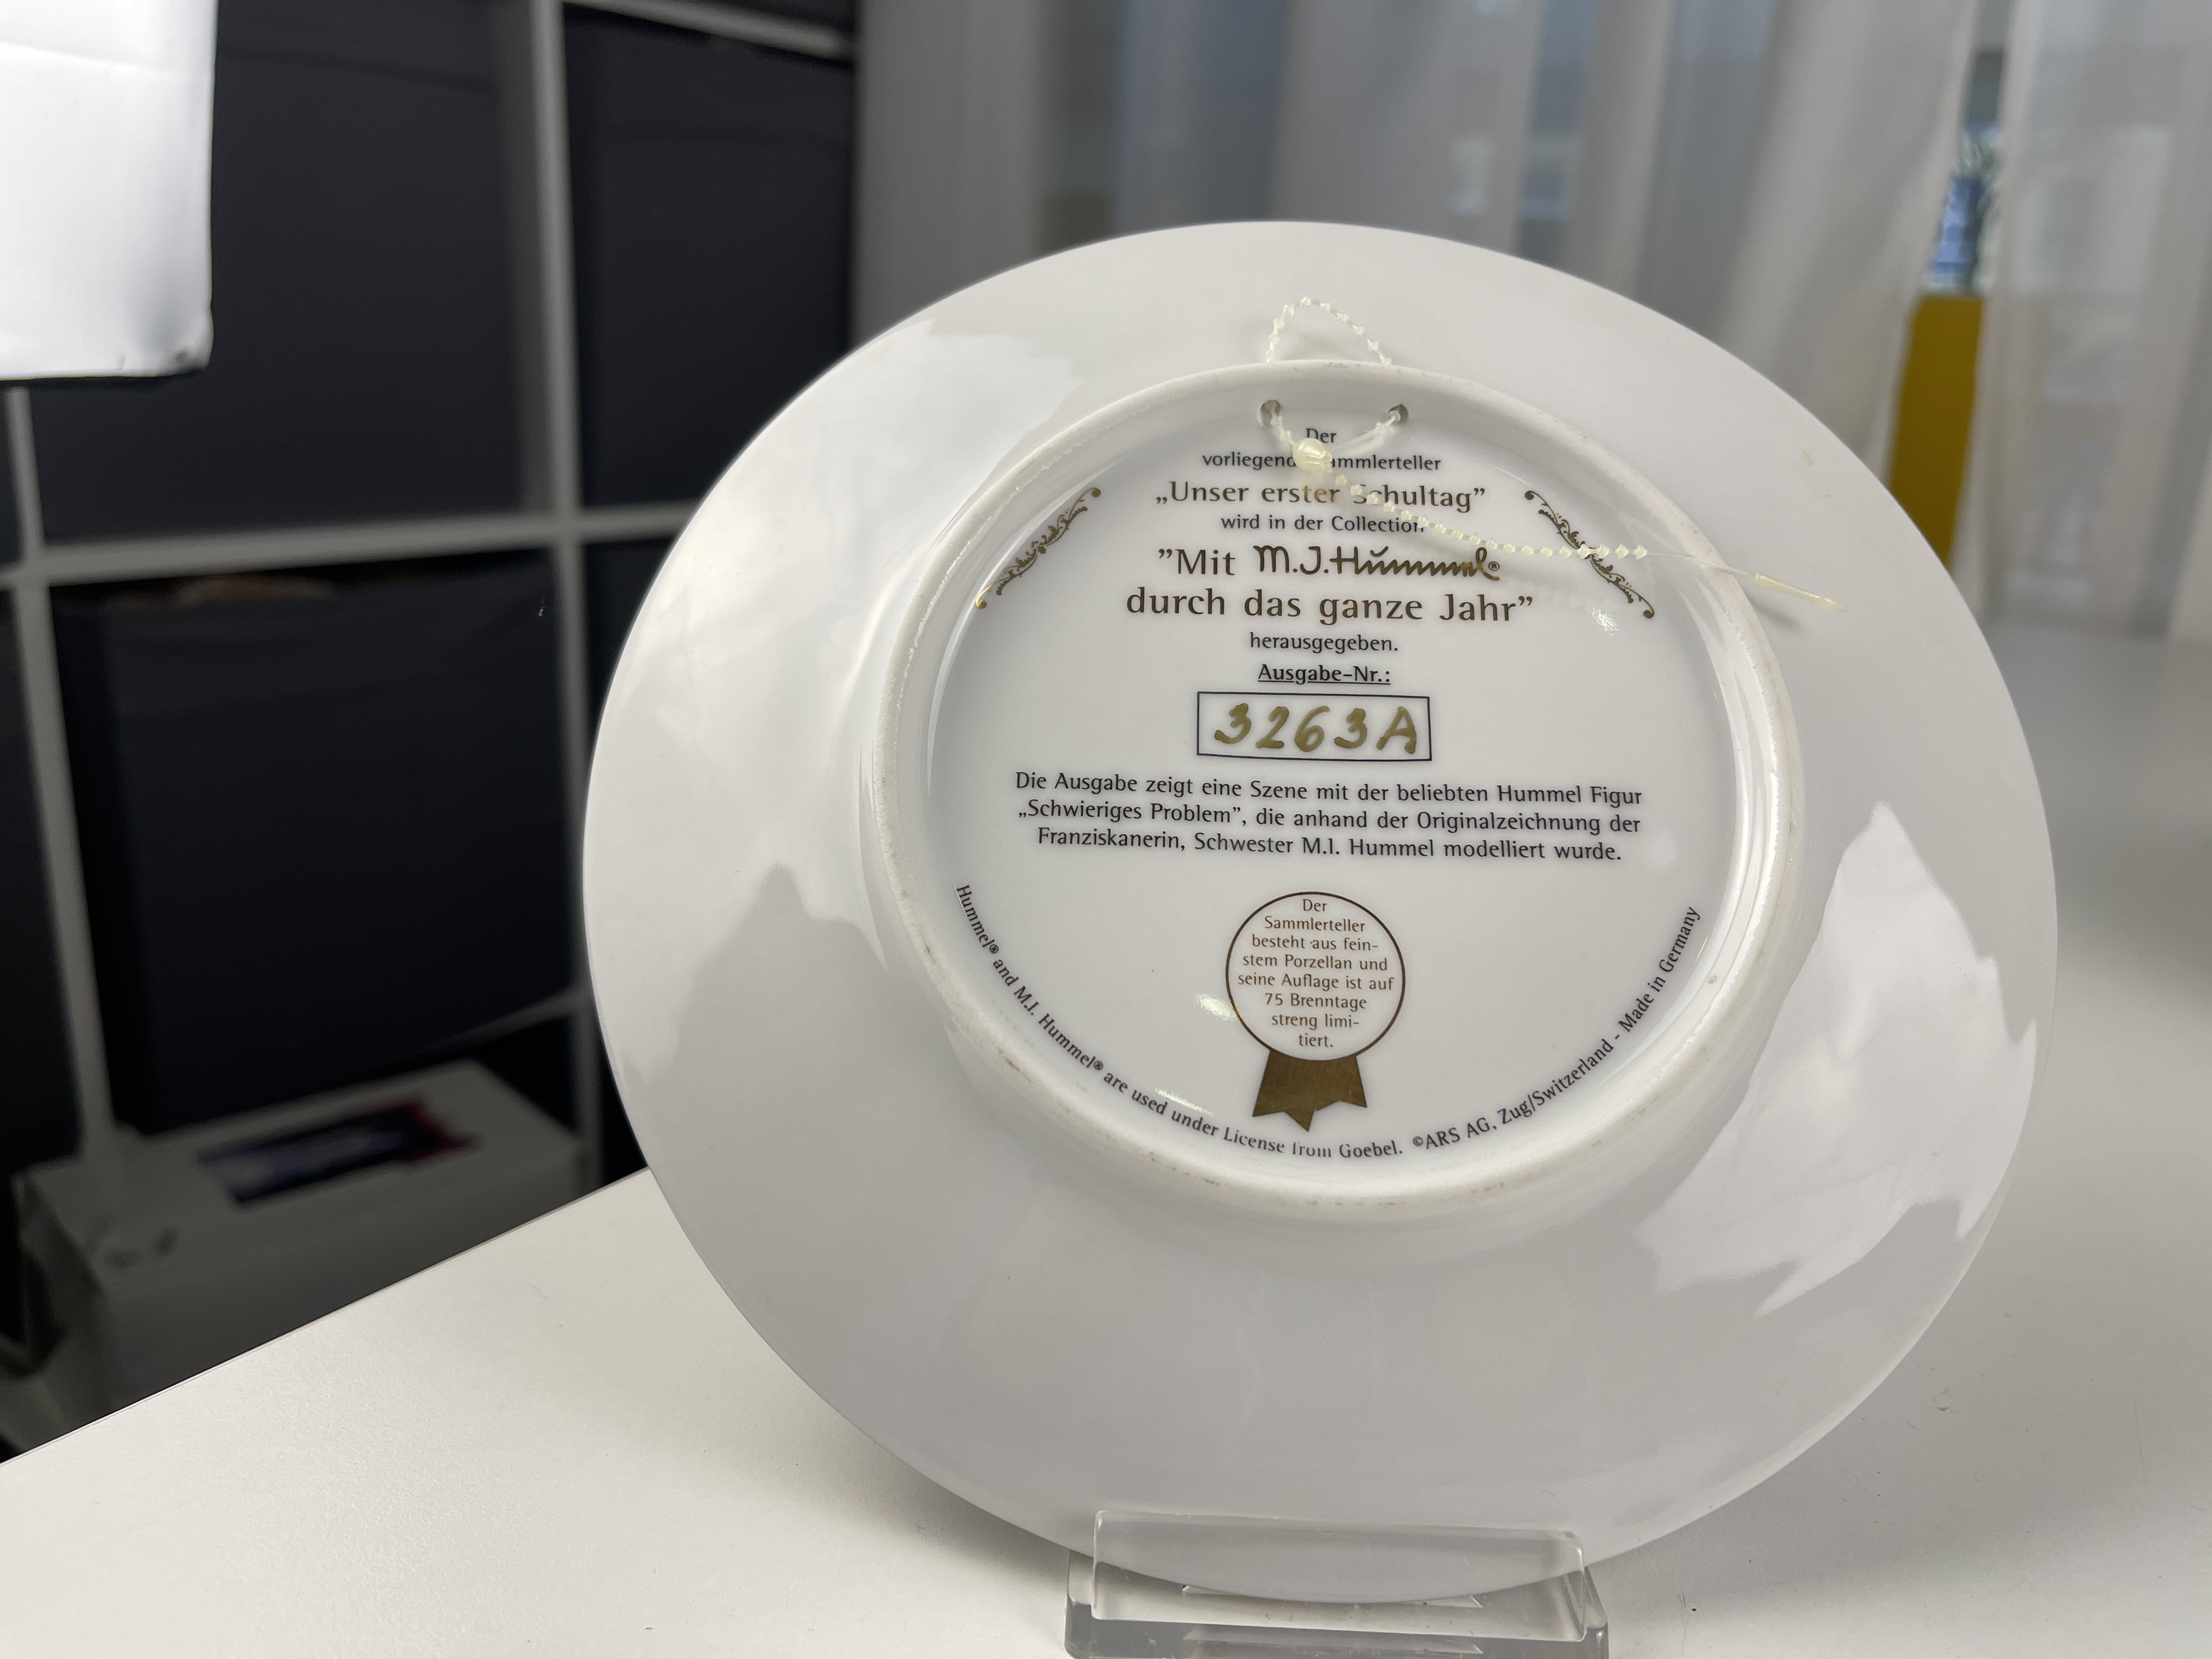 Der
vorliegende Sammlerteller
„Unser erster Schultag”
wird in der Collection
”Mit M.J.Hummel®
durch das ganze Jahr”
herausgegeben.
Ausgabe-Nr.:
3263A
Die Ausgabe zeigt eine Szene mit der beliebten Hummel Figur
„Schwieriges Problem”, die anhand der Originalzeichnung der
Franziskanerin, Schwester M.I. Hummel modelliert wurde.
Der
Sammlerteller
besteht aus fein-
stem Porzellan und
seine Auflage ist auf
75 Brenntage
streng limi-
tiert.
Hummel® and M.I. Hummel® are used under License from Goebel. ©ARS AG, Zug/Switzerland - Made in Germany